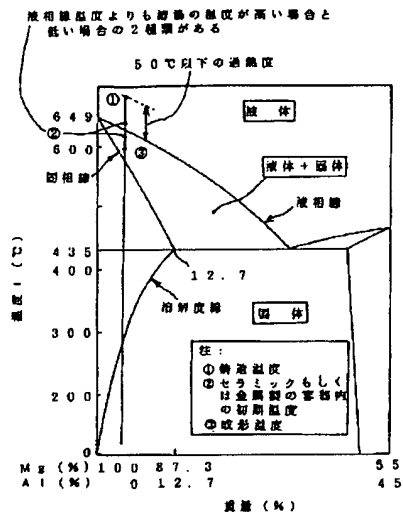 液相線温度よりも溶湯の温度が高い場合と
低い場合の2種類がある
50℃以下の過熱度
①
649
②
600
③
液体
固相線
液体+固体
液相線
435
400
12.7
溶解度線
固体
温度t(℃)
300
200
0
注:
①鋳造温度
②セラミックもしく
は金属製の容器内
の初期温度
③成形温度
Mg(%)100 87.3 55
Al(%) 0 12.7 45
質量(%)